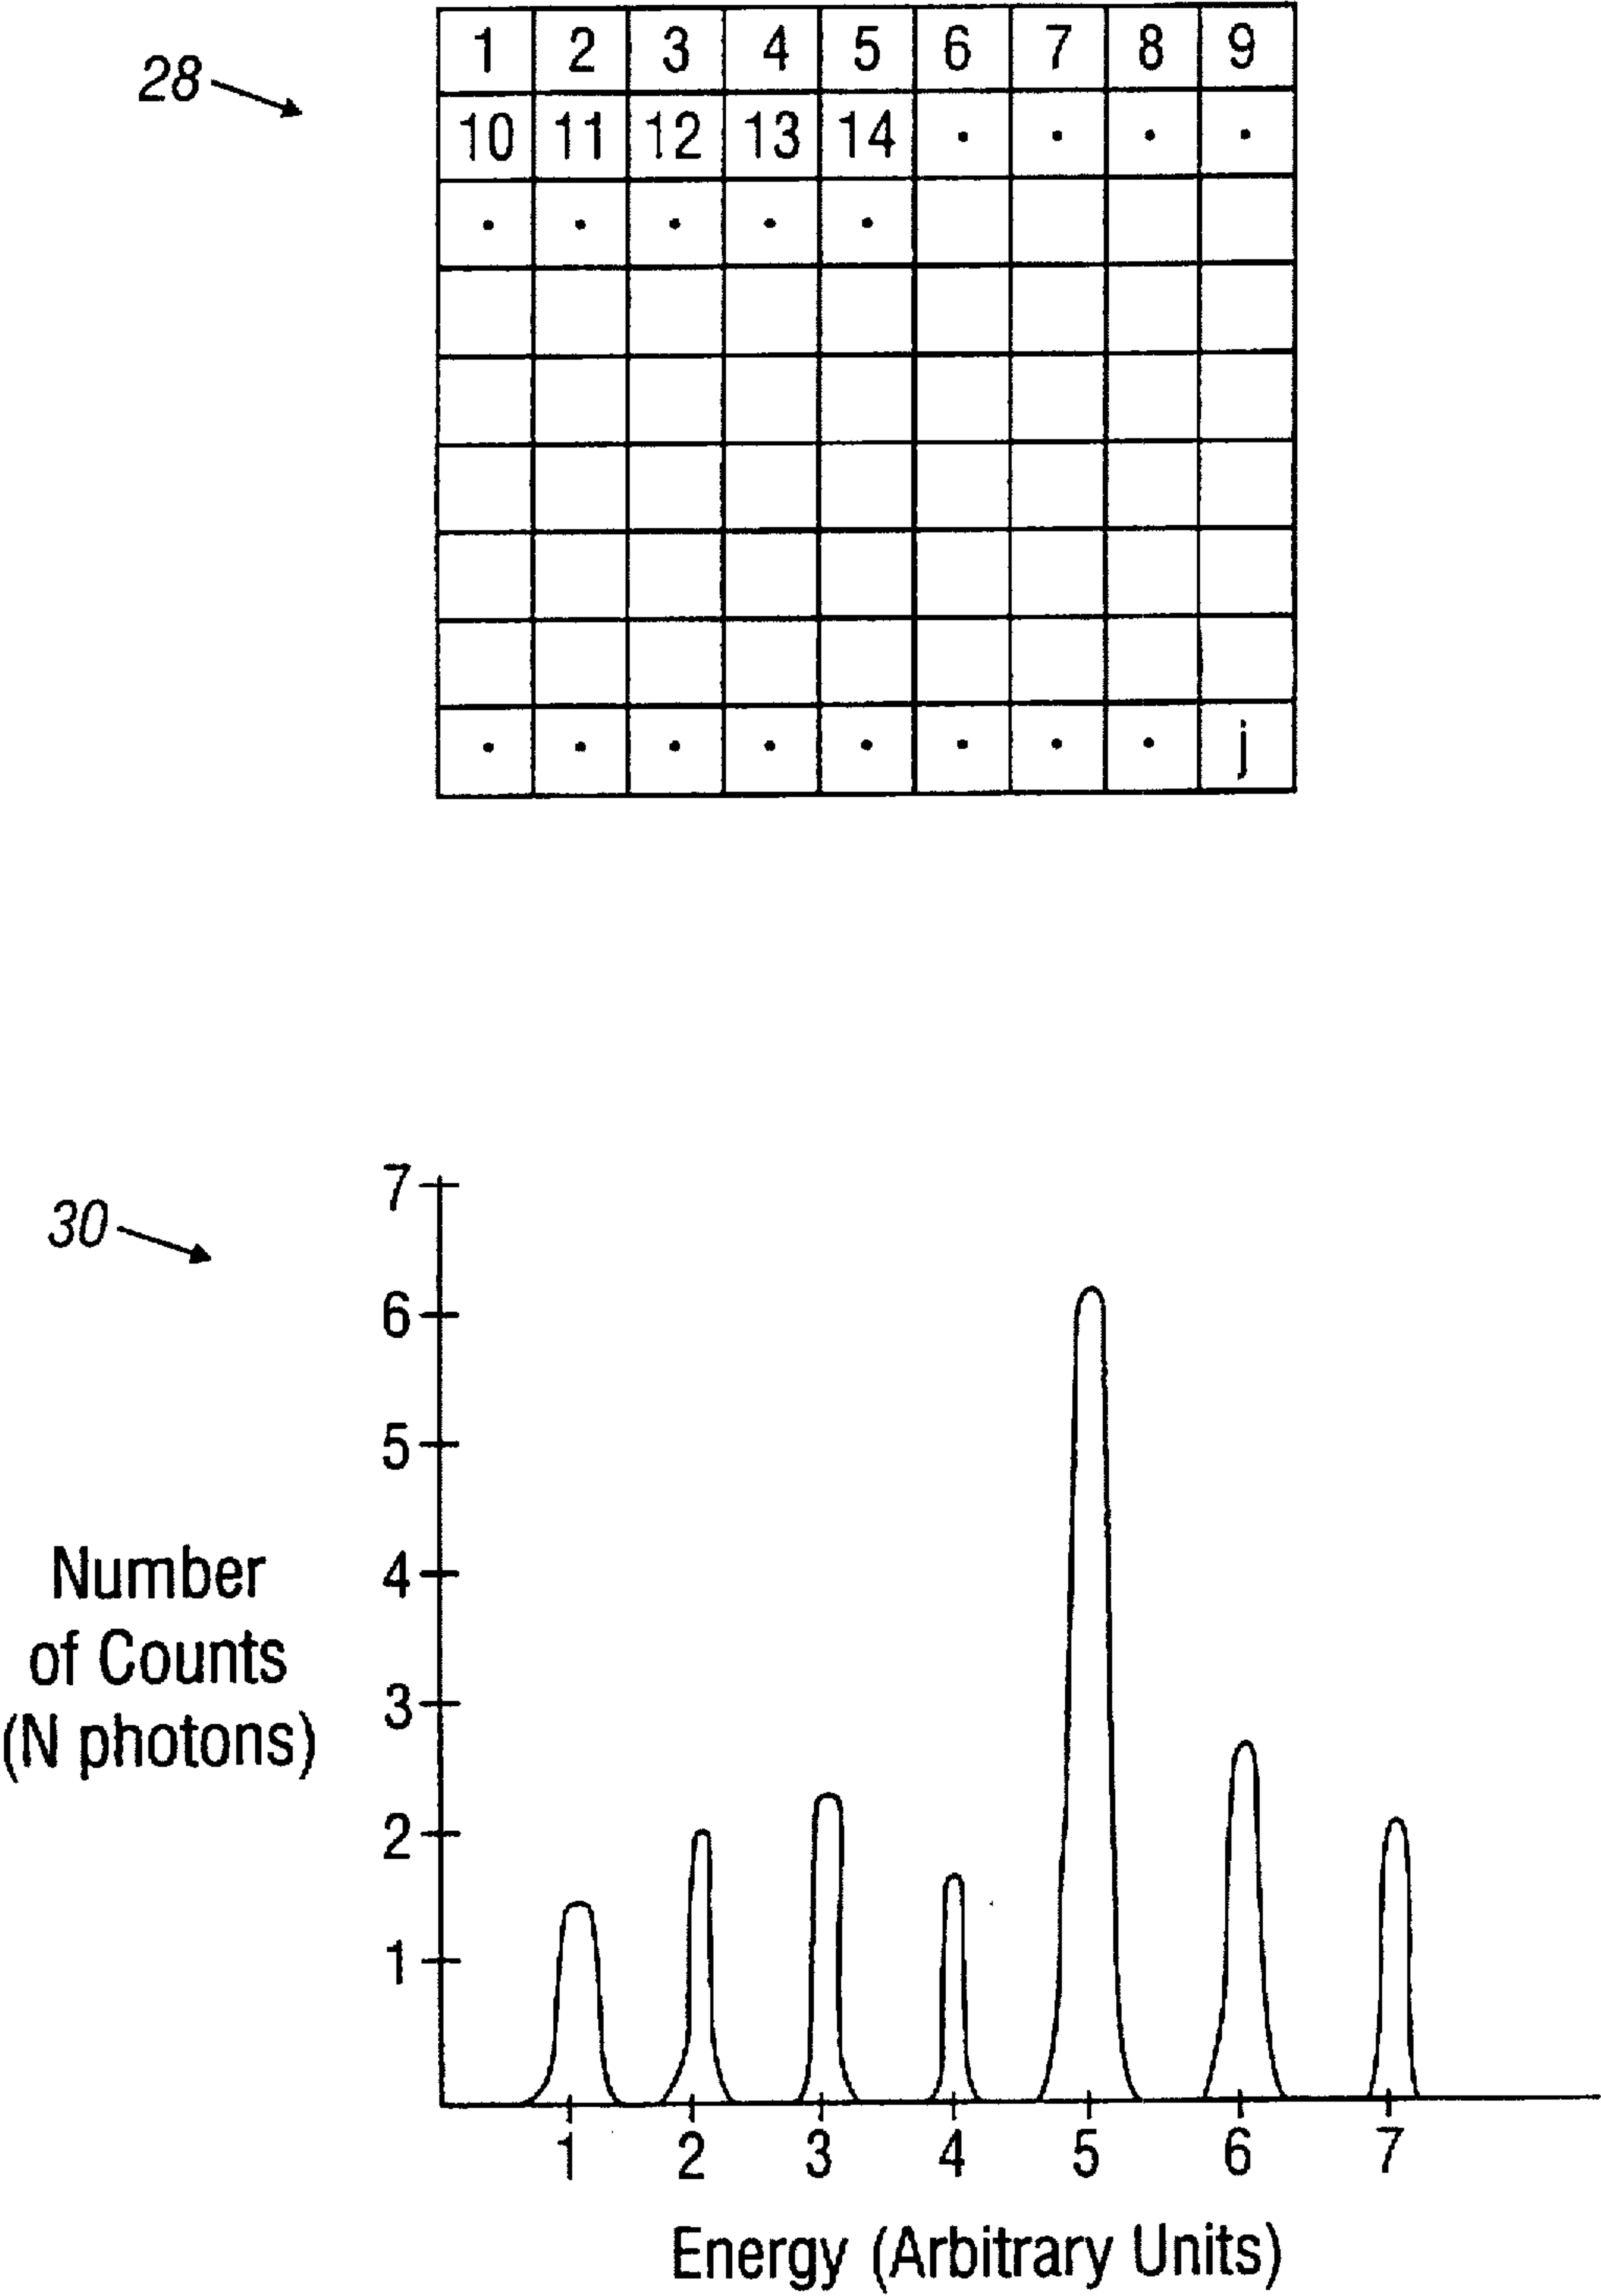 28
1 2 3 4 5 6 7 8 9
10 11 12 13 14 . . . .
. . . . .
. . . . . . . . j
30
7
6
5
4
3
2
1
Number
of Counts
(N photons)
1 2 3 4 5 6 7
Energy (Arbitrary Units)